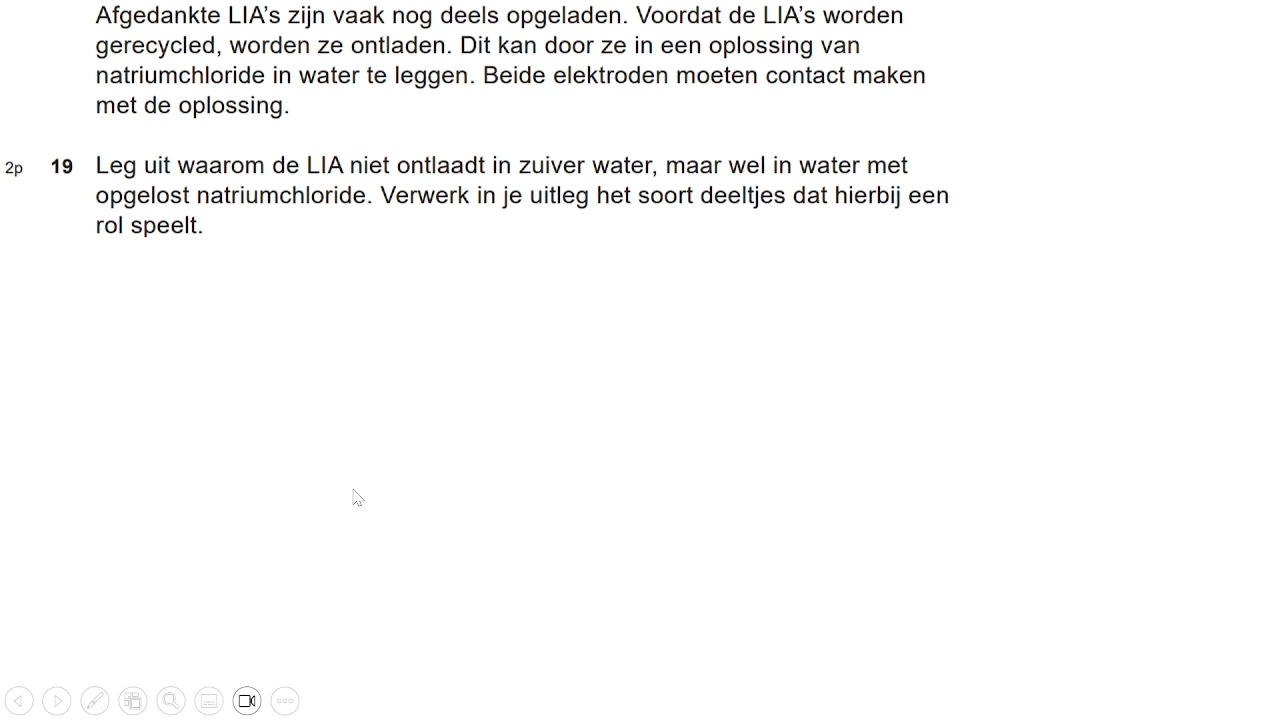 Afgedankte LIA’s zijn vaak nog deels opgeladen. Voordat de LIA’s worden
gerecycled, worden ze ontladen. Dit kan door ze in een oplossing van
natriumchloride in water te leggen. Beide elektroden moeten contact maken
met de oplossing.
2p 19 Leg uit waarom de LIA niet ontlaadt in zuiver water, maar wel in water met
opgelost natriumchloride. Verwerk in je uitleg het soort deeltjes dat hierbij een
rol speelt.